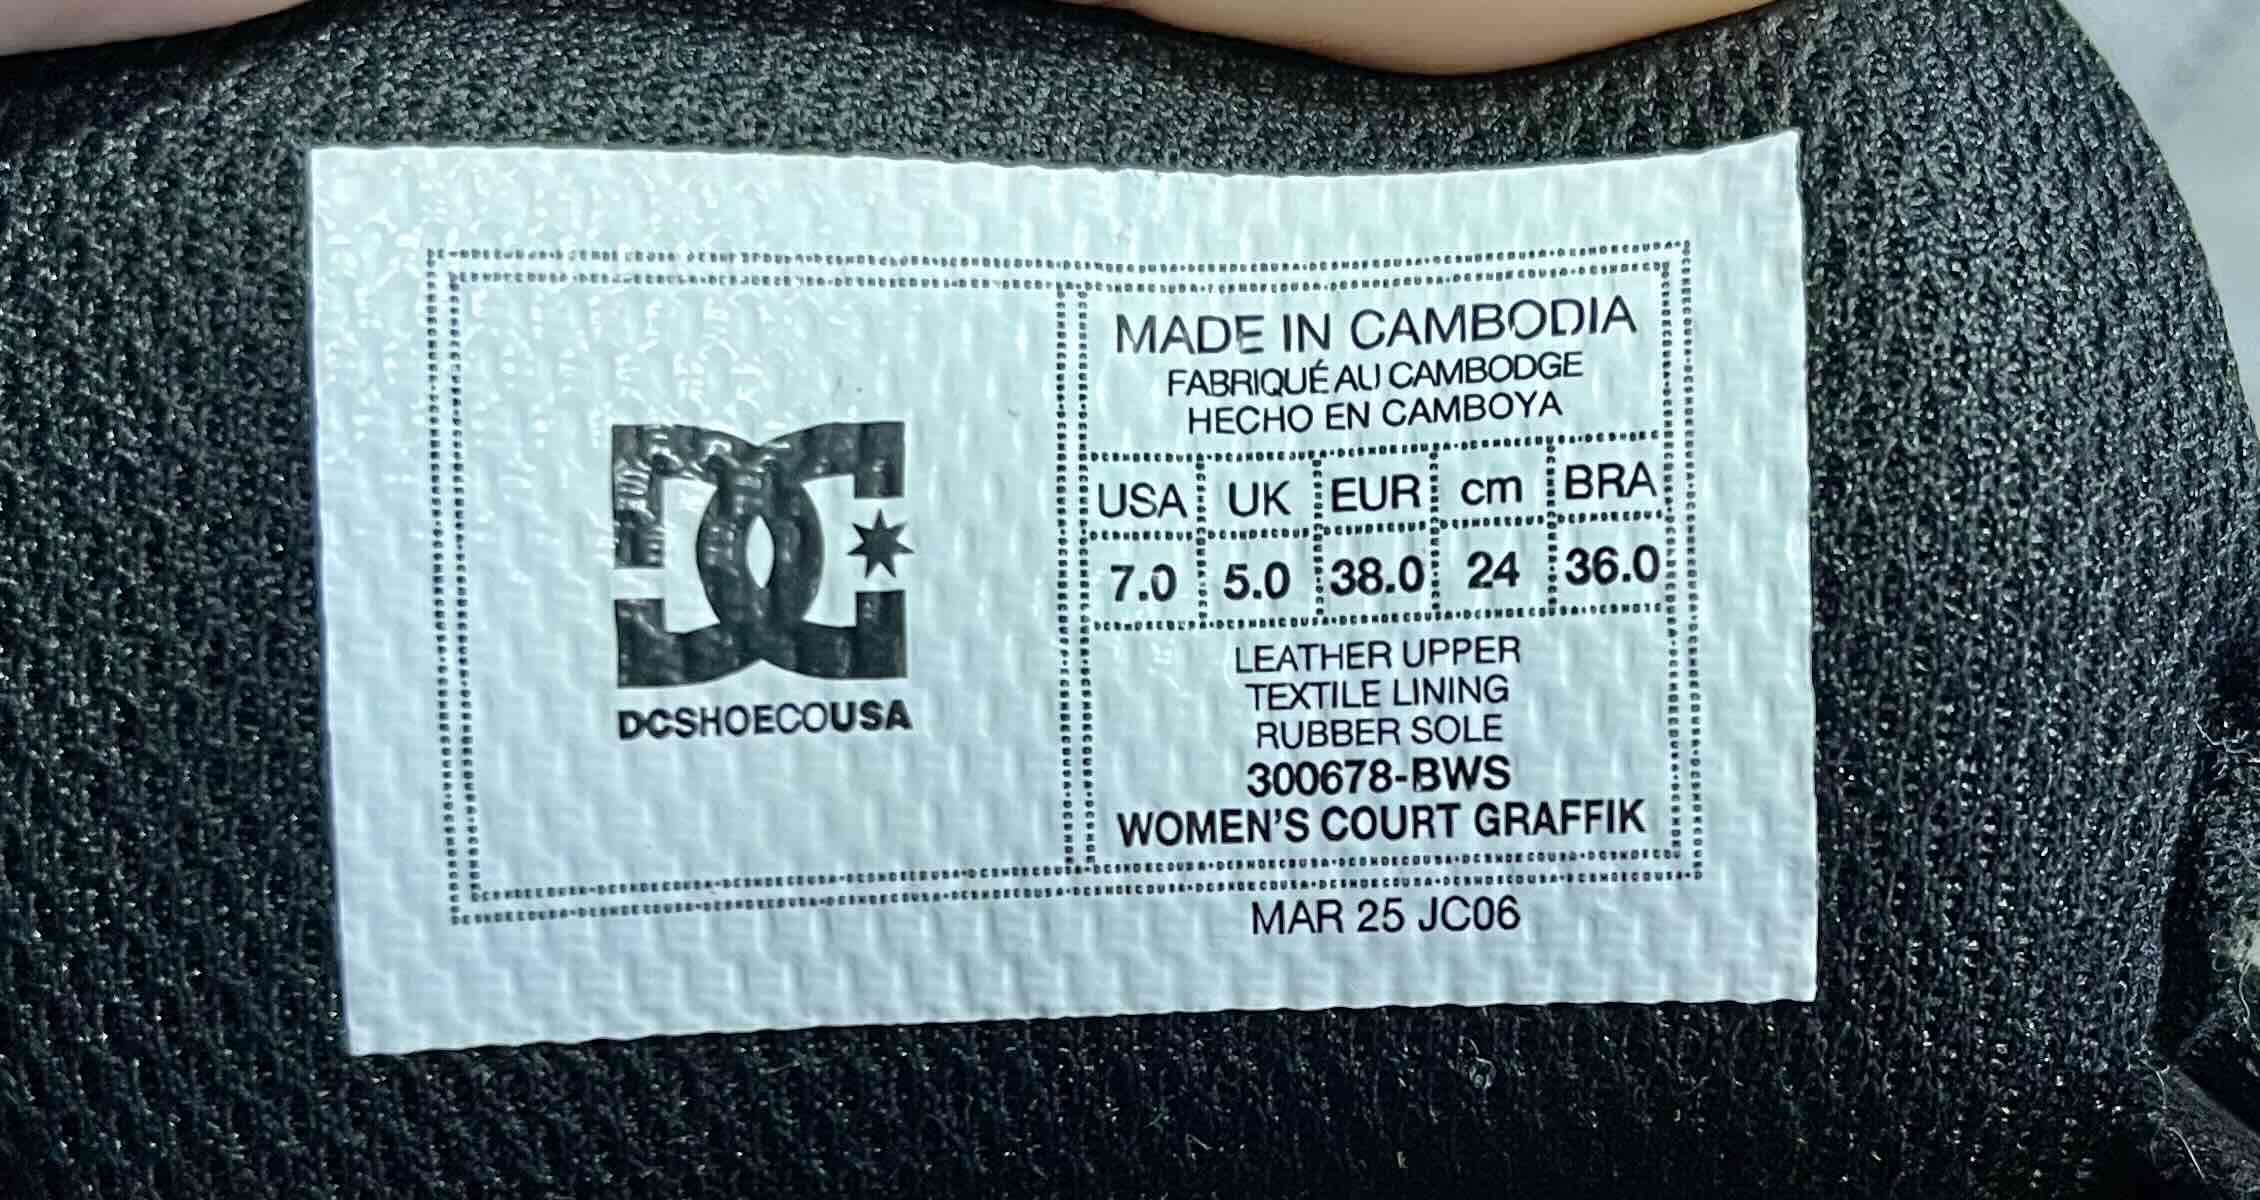 DCSHOECOUSA
MADE IN CAMBODIA
FABRIQUÉ AU CAMBODGE
HECHO EN CAMBOYA
USA UK EUR cm BRA
7.0 5.0 38.0 24 36.0
LEATHER UPPER
TEXTILE LINING
RUBBER SOLE
300678-BWS
WOMEN'S COURT GRAFFIK
MAR 25 JC06